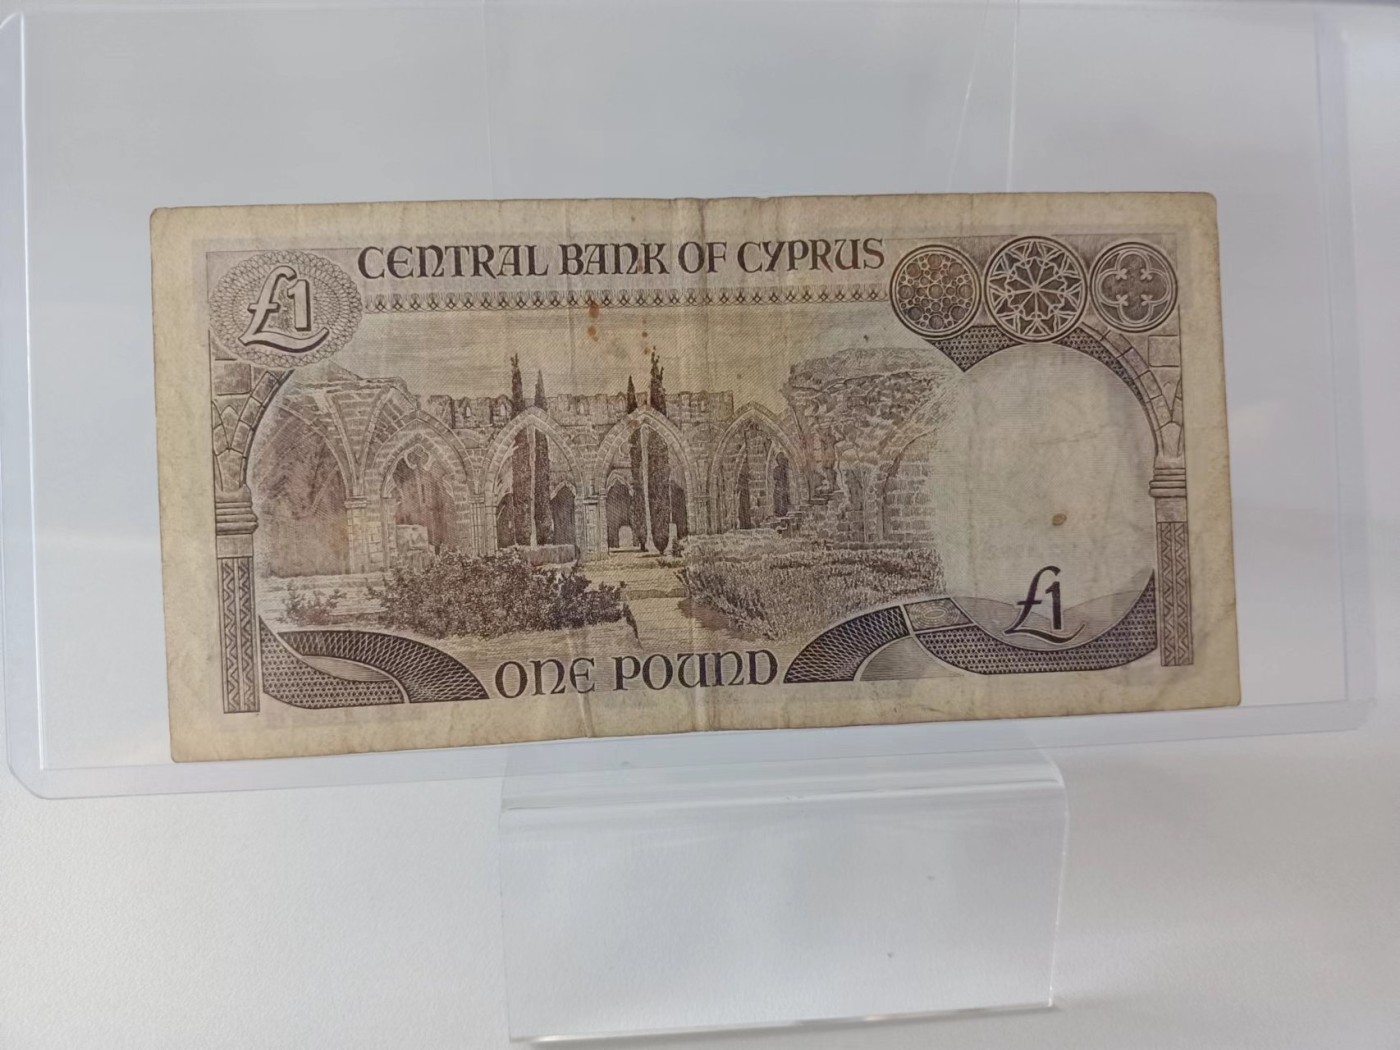 CENTRAL BANK OF CYPRUS
£1
£1
ONE POUND